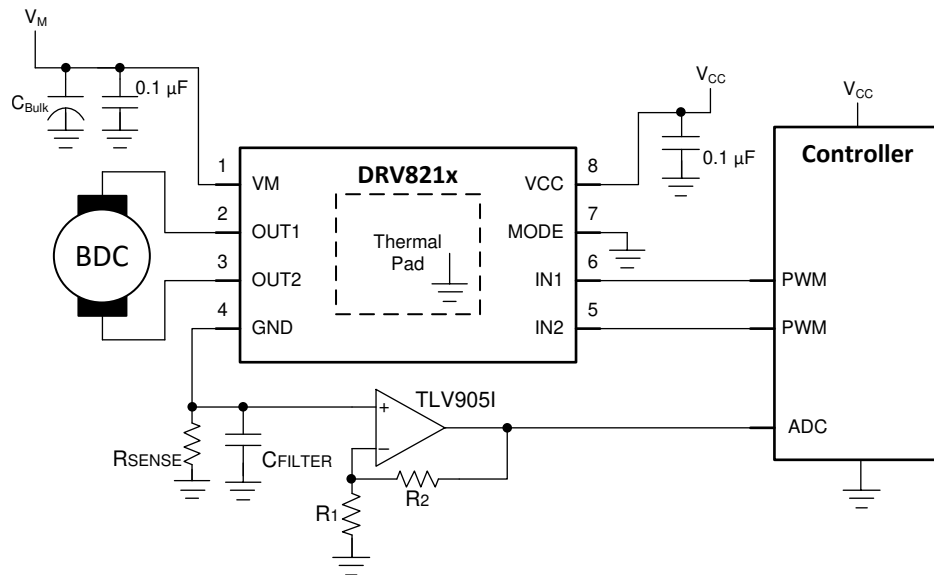 VM
CBulk
0.1 µF
1
VM
2
OUT1
3
OUT2
4
GND
BDC
DRV821x
Thermal
Pad
8
VCC
7
MODE
6
IN1
5
IN2
VCC
0.1 µF
VCC
Controller
PWM
PWM
ADC
TLV905I
+
−
RSENSE
CFILTER
R2
R1